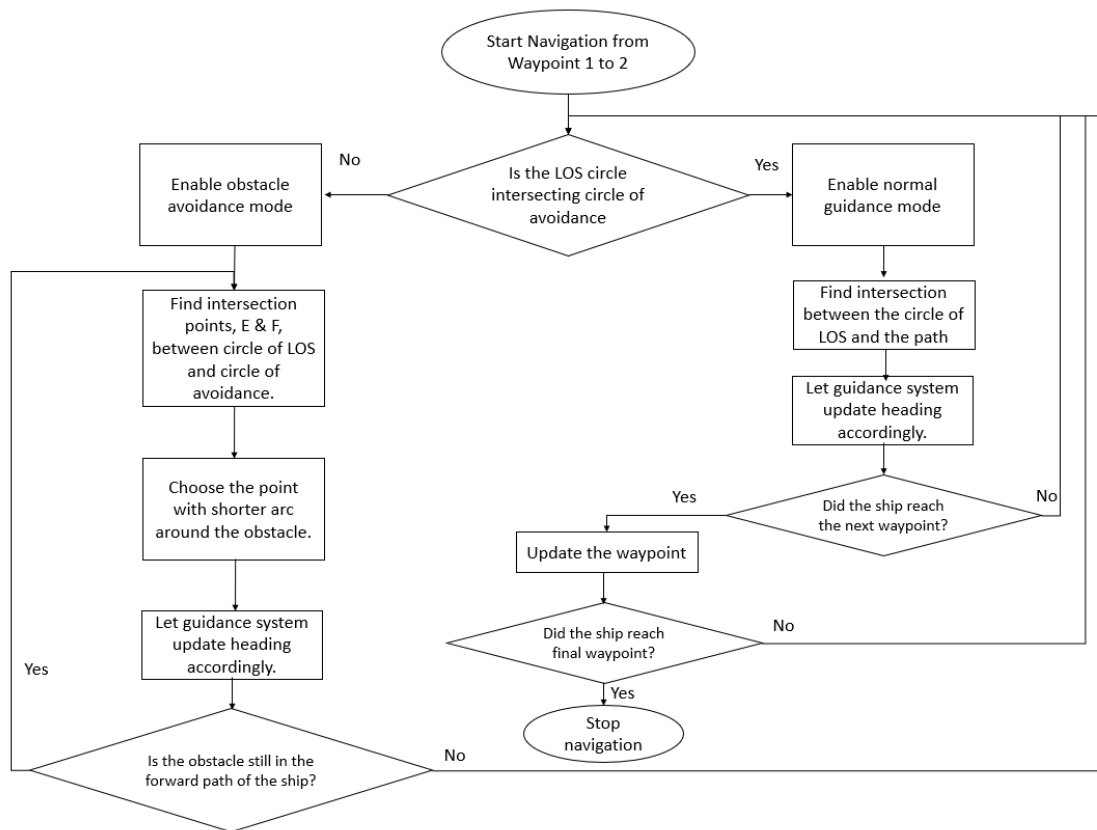 Start Navigation from
Waypoint 1 to 2
No
Is the LOS circle
intersecting circle of
avoidance
Yes
Enable obstacle
avoidance mode
Enable normal
guidance mode
Find intersection
points, E & F,
between circle of LOS
and circle of
avoidance.
Find intersection
between the circle of
LOS and the path
Let guidance system
update heading
accordingly.
Choose the point
with shorter arc
around the obstacle.
Yes
Did the ship reach
the next waypoint?
No
Update the waypoint
Let guidance system
update heading
accordingly.
Did the ship reach
final waypoint?
No
Yes
Yes
Stop
navigation
Is the obstacle still in the
forward path of the ship?
No